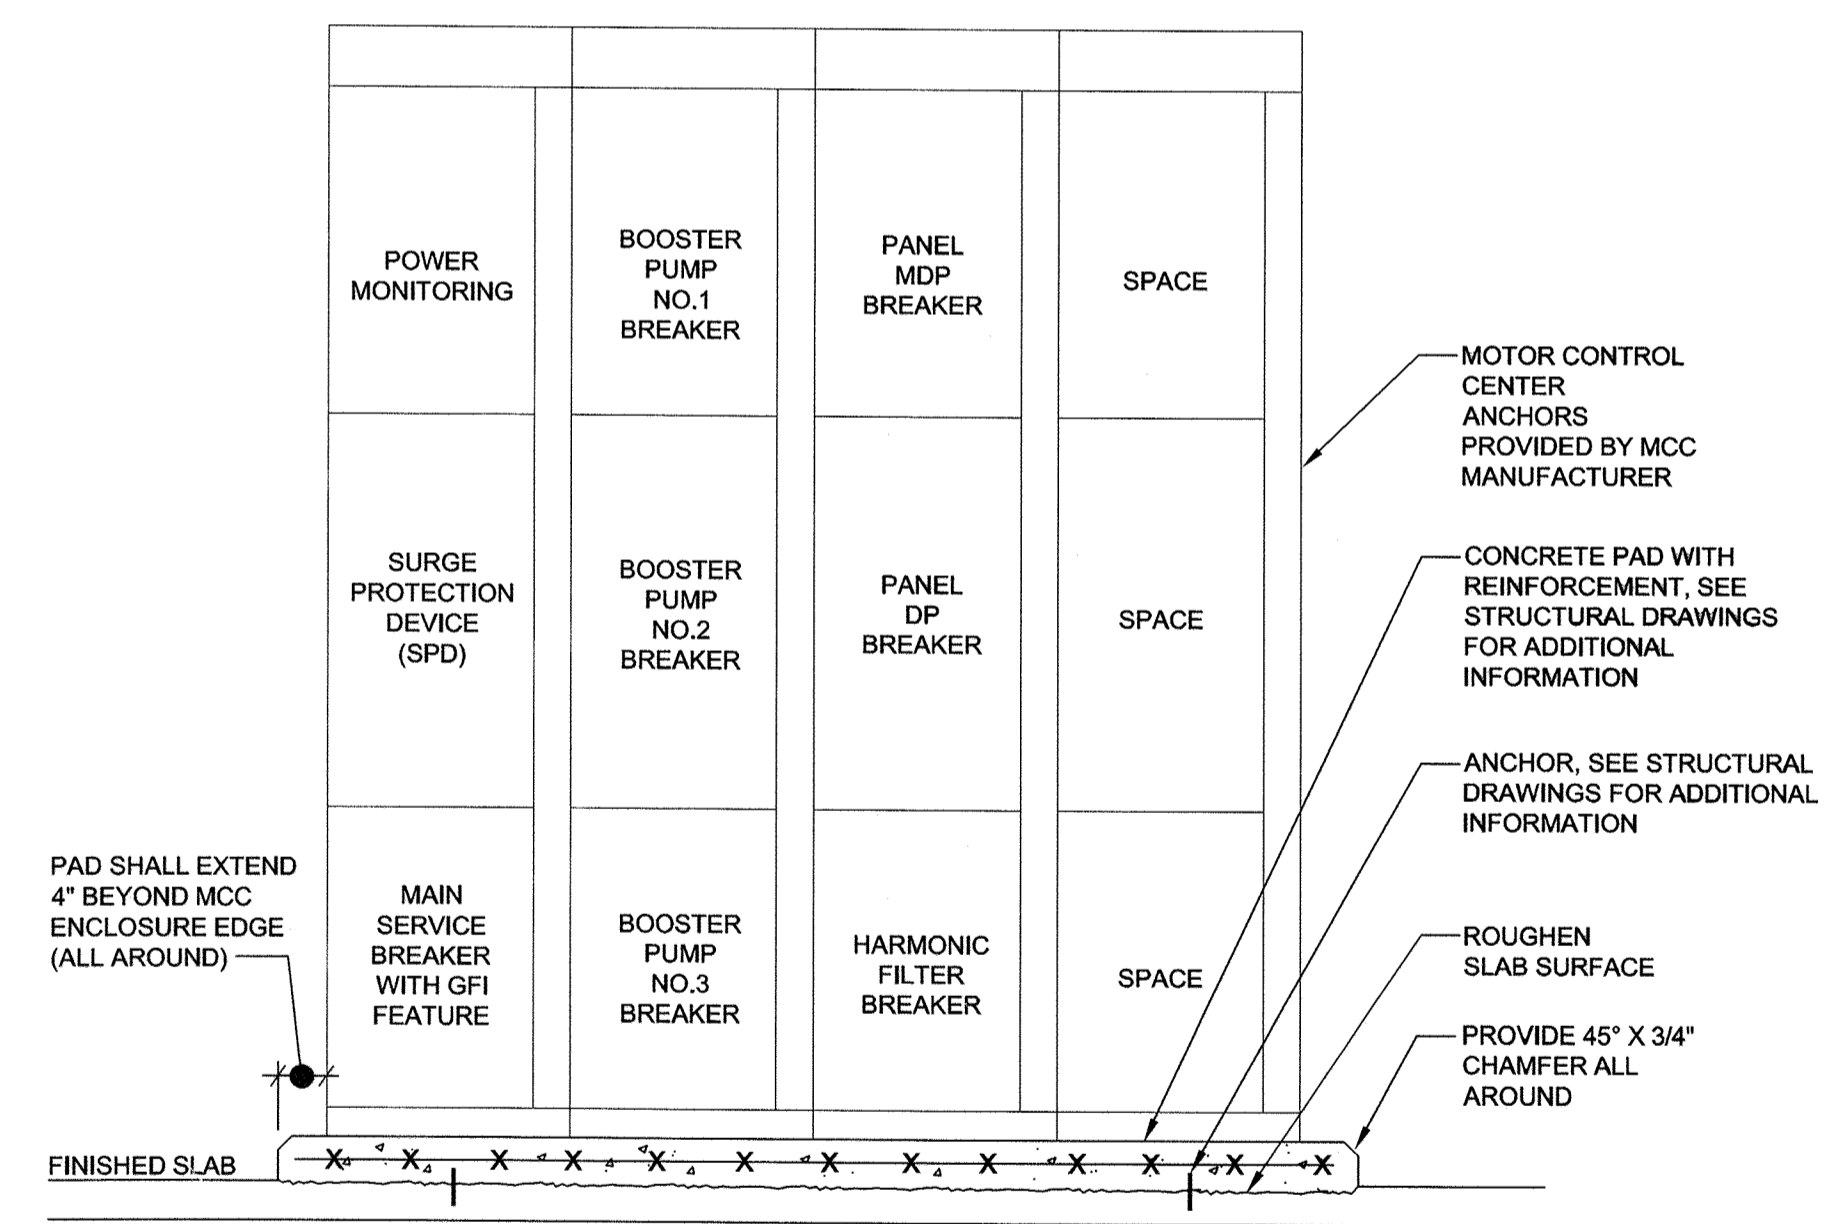 POWER
MONITORING
BOOSTER
PUMP
NO.1
BREAKER
PANEL
MDP
BREAKER
SPACE
MOTOR CONTROL
CENTER
ANCHORS
PROVIDED BY MCC
MANUFACTURER
SURGE
PROTECTION
DEVICE
(SPD)
BOOSTER
PUMP
NO.2
BREAKER
PANEL
DP
BREAKER
SPACE
CONCRETE PAD WITH
REINFORCEMENT, SEE
STRUCTURAL DRAWINGS
FOR ADDITIONAL
INFORMATION
ANCHOR, SEE STRUCTURAL
DRAWINGS FOR ADDITIONAL
INFORMATION
PAD SHALL EXTEND
4" BEYOND MCC
ENCLOSURE EDGE
(ALL AROUND)
MAIN
SERVICE
BREAKER
WITH GFI
FEATURE
BOOSTER
PUMP
NO.3
BREAKER
HARMONIC
FILTER
BREAKER
SPACE
ROUGHEN
SLAB SURFACE
PROVIDE 45° X 3/4"
CHAMFER ALL
AROUND
FINISHED SLAB